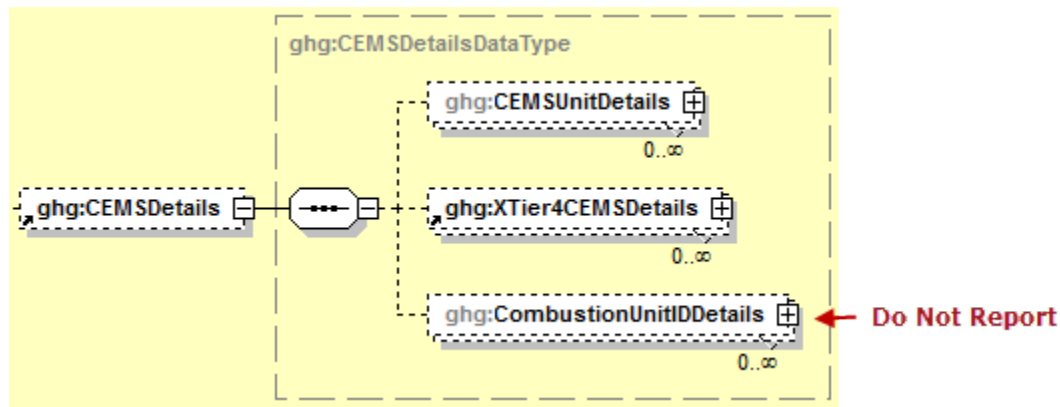 ghg:CEMSDetailsDataType
ghg:CEMSUnitDetails
0..∞
ghg:CEMSDetails
ghg:XTier4CEMSDetails
0..∞
ghg:CombustionUnitIDDetails
Do Not Report
0..∞